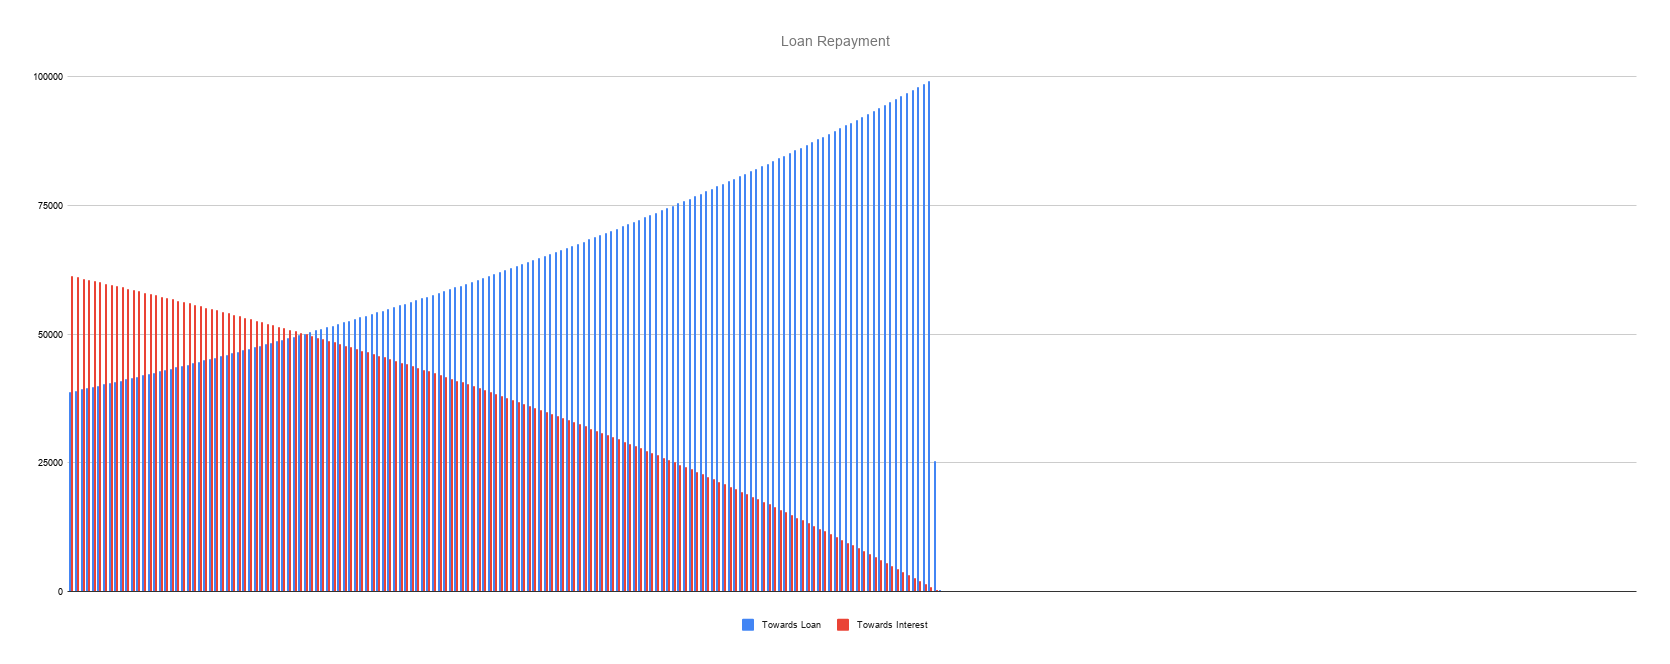 Loan Repayment
100000
75000
50000
25000
0
Towards Loan
Towards Interest